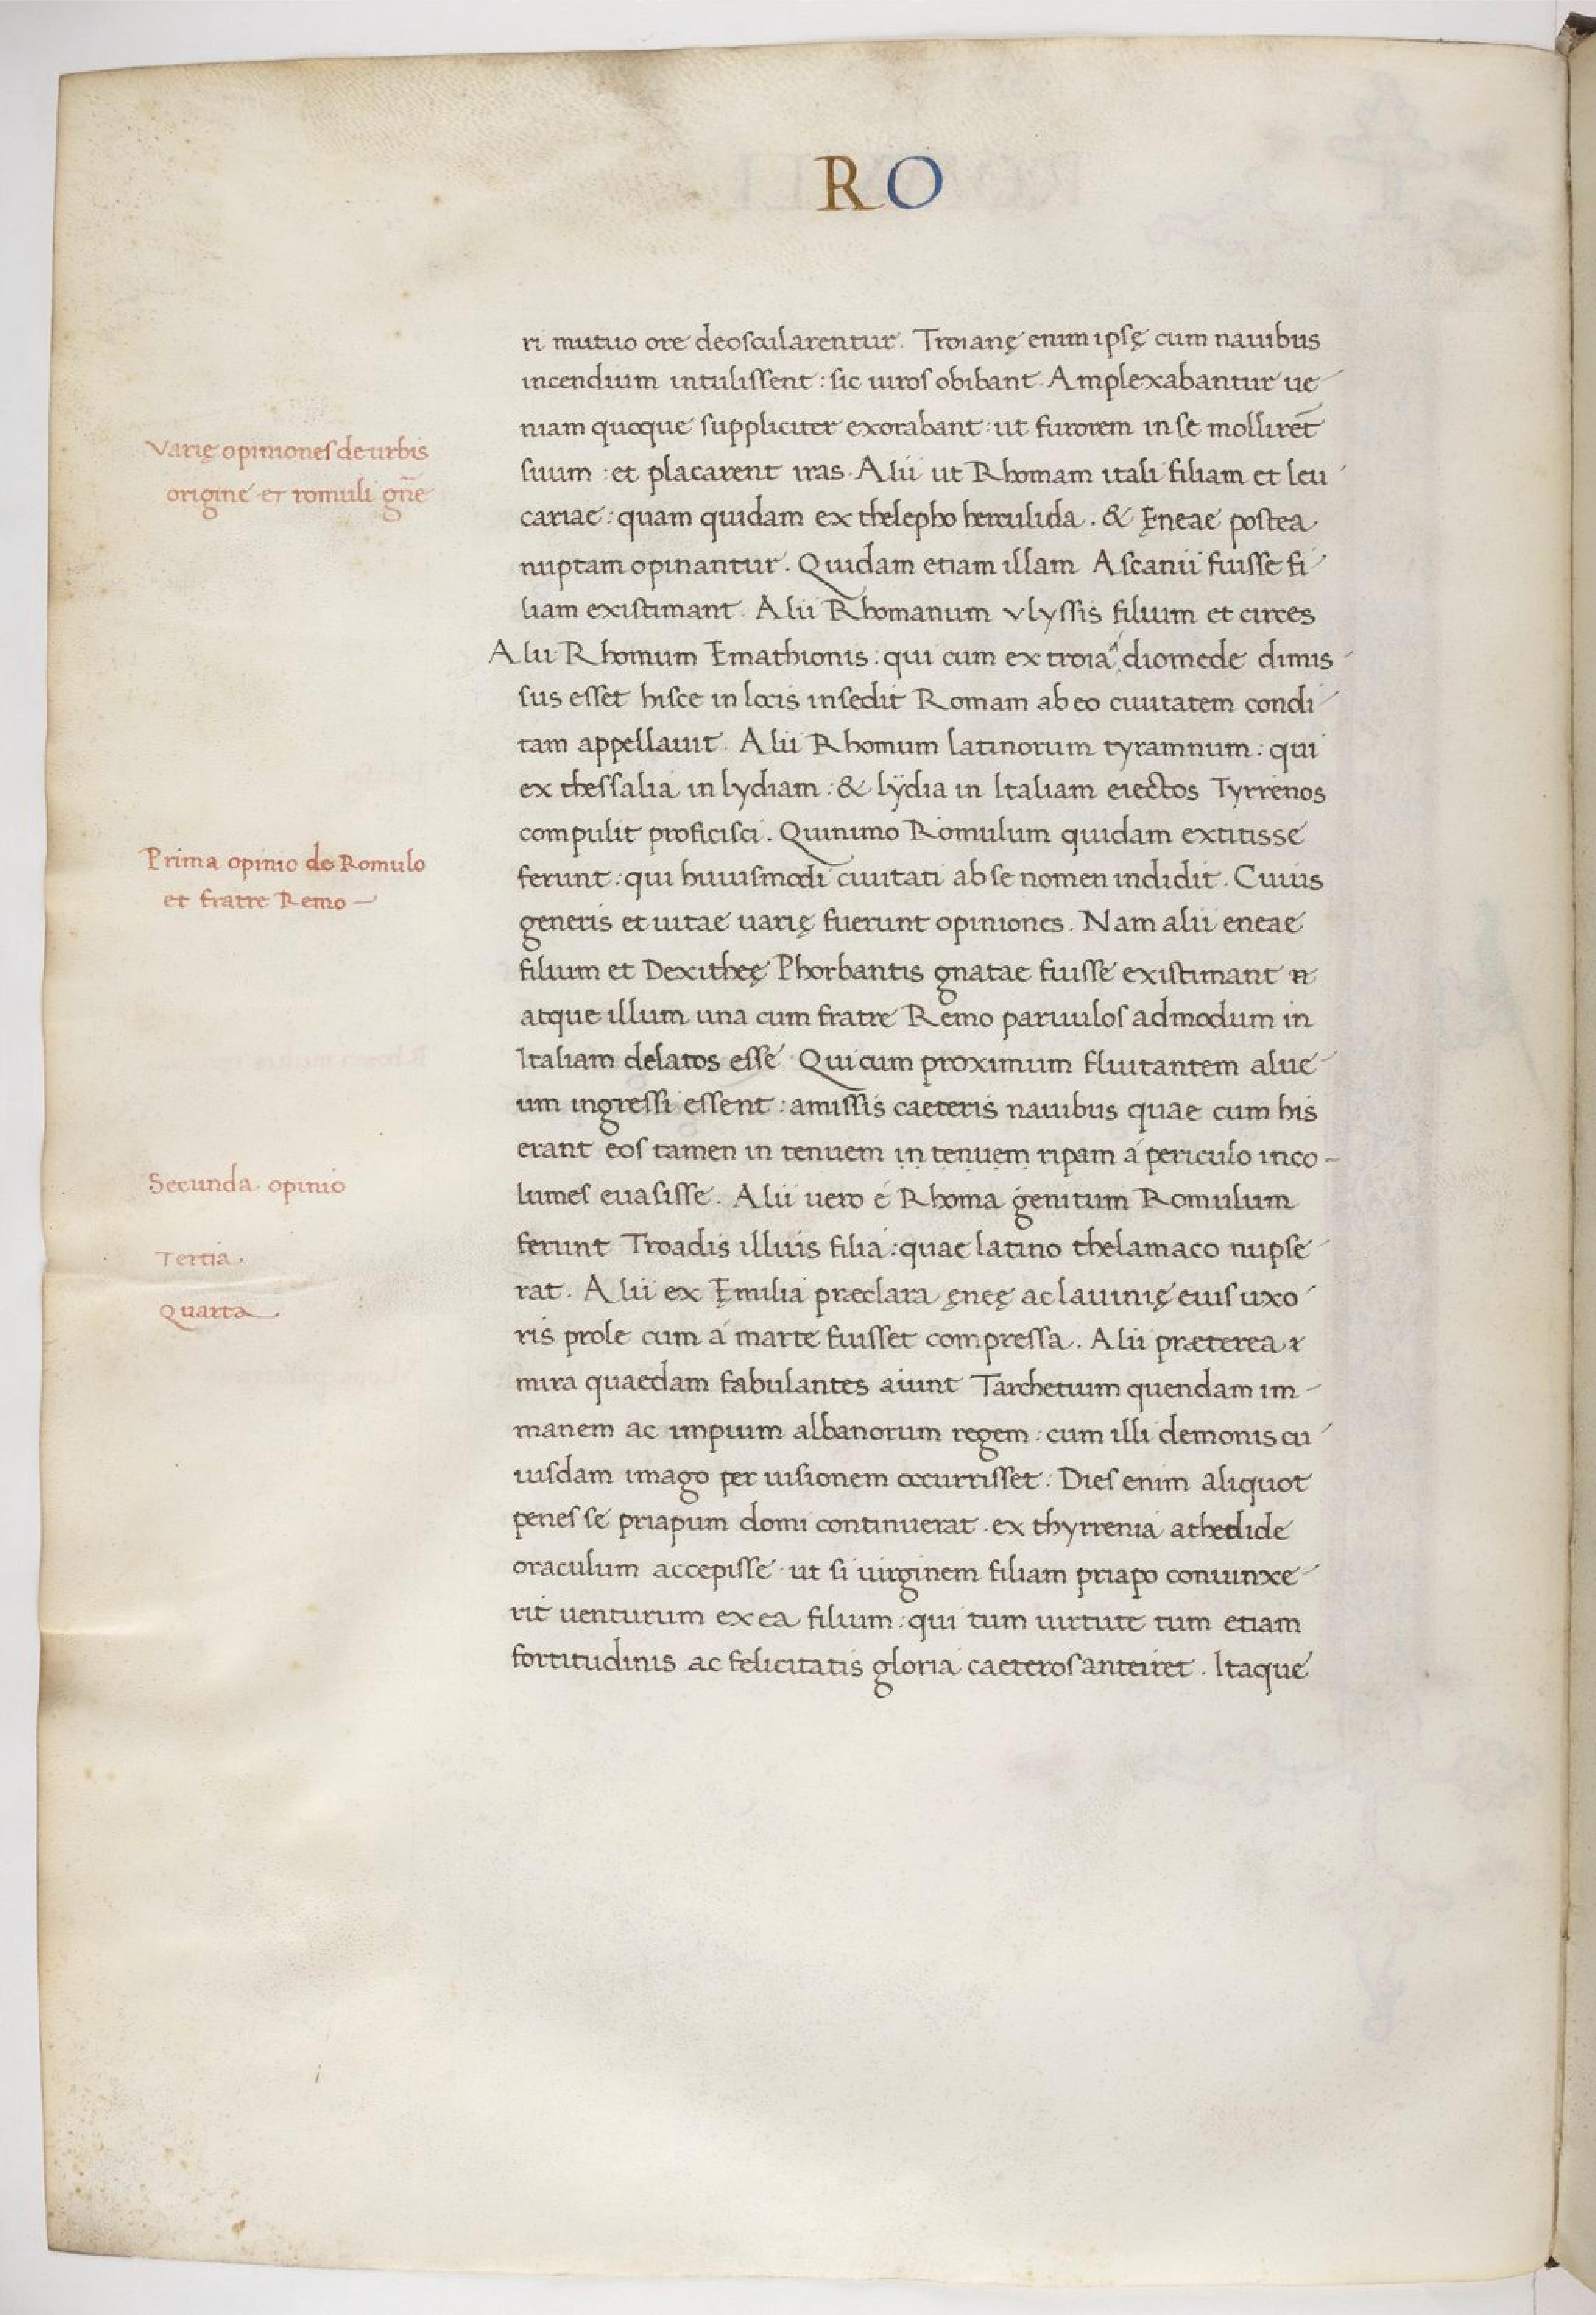 RO
ri mutuo ore deoscularentur. Troianę enim ipsę cum nauibus
incendium intulissent: sic uiros obibant. Amplexabantur ue
Varię opiniones de urbis
niam quoque suppliciter exorabant: ut furorem in se mollirēt
origine et romuli gn̄e
suum: et placarent iras. Alii ut Rhomam itali filiam et leu
cariae: quam quidam ex thelepho herculida. & Ęneae postea
nuptam opinantur. Quidam etiam illam Ascanii fuisse fi
liam existimant. Alii Rhomanum vlyssis filium et circes
Alii Rhomum Emathionis: qui cum ex troia a diomede dimis
sus esset hisce in locis insedit Romam ab eo ciuitatem condi
tam appellauit. Alii Rhomum latinorum tyramnum: qui
ex thessalia in lydiam: & lẏdia in Italiam eiectos Tyrrenos
compulit proficisci. Quinimo Romulum quidam extitisse
Prima opinio de Romulo
ferunt: qui huiusmodi ciuitati ab se nomen indidit. Cuius
et fratre Remo
generis et uitae uarię fuerunt opiniones. Nam alii eneae
filium et Dexitheę Phorbantis gnatae fuisse existimant
atque illum una cum fratre Remo paruulos admodum in
Italiam delatos esse. Qui cum proximum fluitantem alue
um ingressi essent: amissis caeteris nauibus quae cum his
erant eos tamen in tenuem in tenuem ripam a periculo inco-
Secunda opinio
lumes euasisse. Alii uero é Rhoma genitum Romulum
Tertia.
ferunt Troadis illuis filia: quae latino thelamaco nupse
Quarta
rat. Alii ex Ęmilia præclara ęneę ac lauinię eius uxo
ris prole cum a marte fuisset compressa. Alii præterea
mira quaedam fabulantes aiunt Tarchetium quendam im-
manem ac impium albanorum regem: cum illi demonis cu
iusdam imago per uisionem occurrisset: Dies enim aliquot
penes se priapum domi continuerat. ex thyrrenia athetide
oraculum accepisse ut si uirginem filiam priapo coniunxe
rit uenturum ex ea filium: qui tum uirtute tum etiam
fortitudinis ac felicitatis gloria caeteros anteiret. Itaque